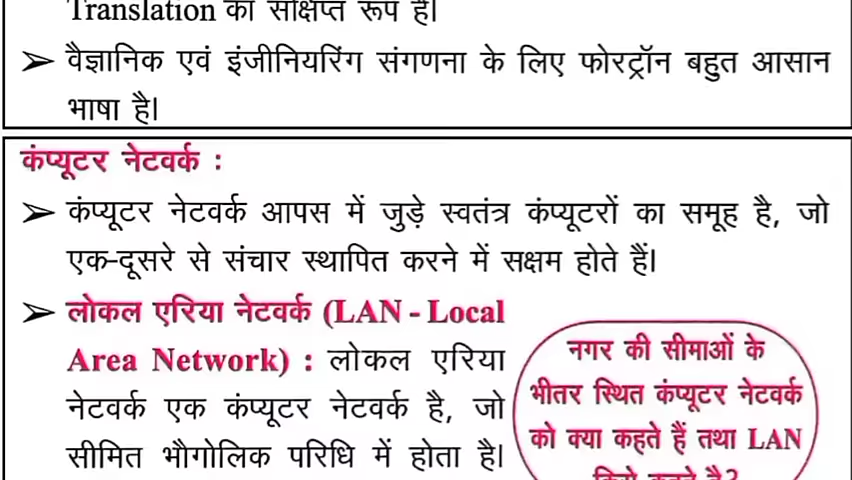 Translation का संक्षिप्त रूप है।
➢ वैज्ञानिक एवं इंजीनियरिंग संगणना के लिए फोरट्रॉन बहुत आसान
भाषा है।
कंप्यूटर नेटवर्क :
➢ कंप्यूटर नेटवर्क आपस में जुड़े स्वतंत्र कंप्यूटरों का समूह है, जो
एक-दूसरे से संचार स्थापित करने में सक्षम होते हैं।
➢ लोकल एरिया नेटवर्क (LAN - Local
Area Network) : लोकल एरिया
नेटवर्क एक कंप्यूटर नेटवर्क है, जो
सीमित भौगोलिक परिधि में होता है।
नगर की सीमाओं के
भीतर स्थित कंप्यूटर नेटवर्क
को क्या कहते हैं तथा LAN
किसे कहते है?